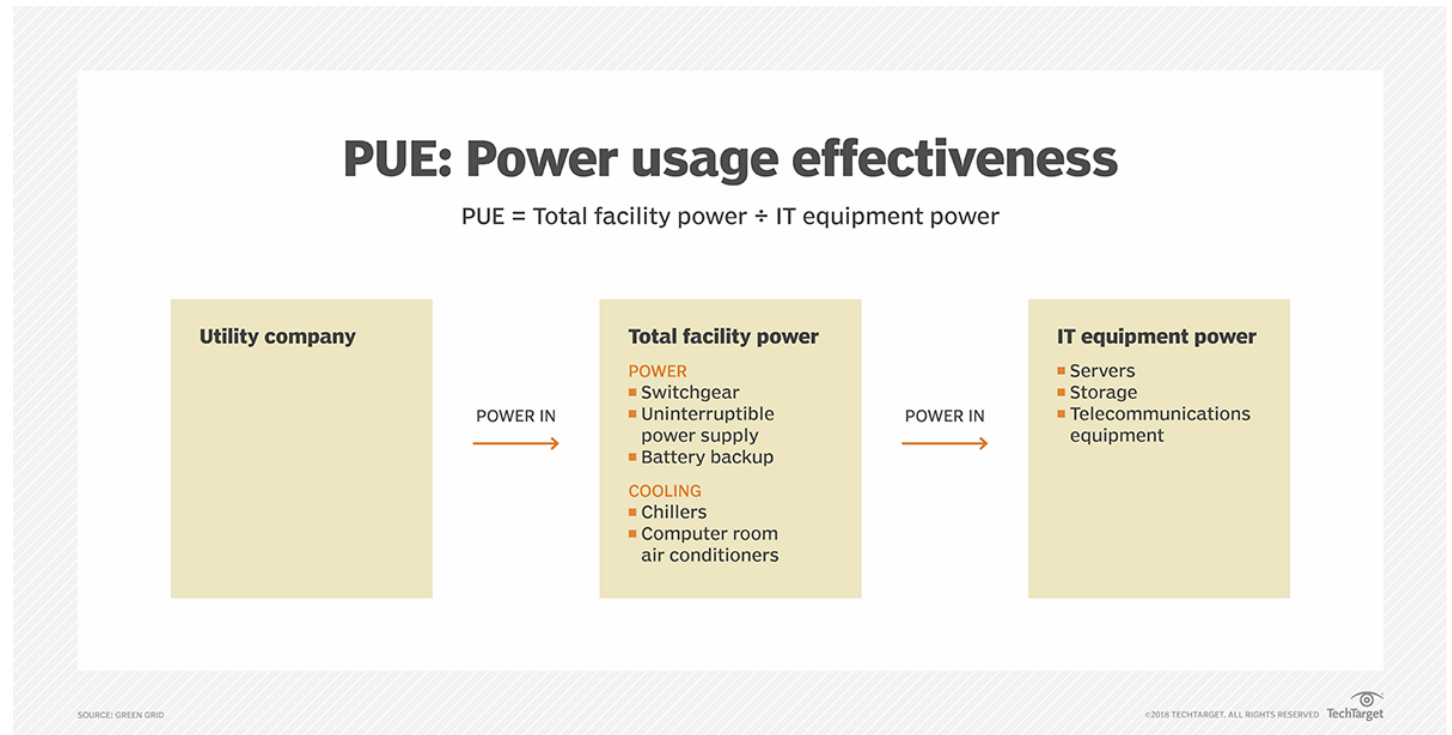 PUE: Power usage effectiveness
PUE = Total facility power ÷ IT equipment power
Utility company
POWER IN
Total facility power
POWER
Switchgear
Uninterruptible
power supply
Battery backup
COOLING
Chillers
Computer room
air conditioners
POWER IN
IT equipment power
Servers
Storage
Telecommunications
equipment
SOURCE: GREEN GRID
©2018 TECHTARGET. ALL RIGHTS RESERVED
TechTarget